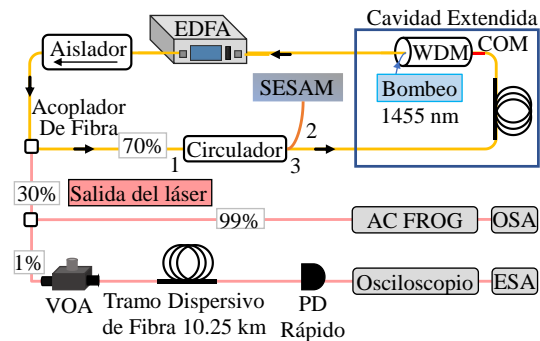 Cavidad Extendida
EDFA
Aislador
WDM
COM
SESAM
Bombeo
1455 nm
Acoplador
De Fibra
70%
1
Circulador
2
3
30%
Salida del láser
99%
AC FROG
OSA
1%
VOA
Tramo Dispersivo
de Fibra 10.25 km
PD
Rápido
Osciloscopio
ESA